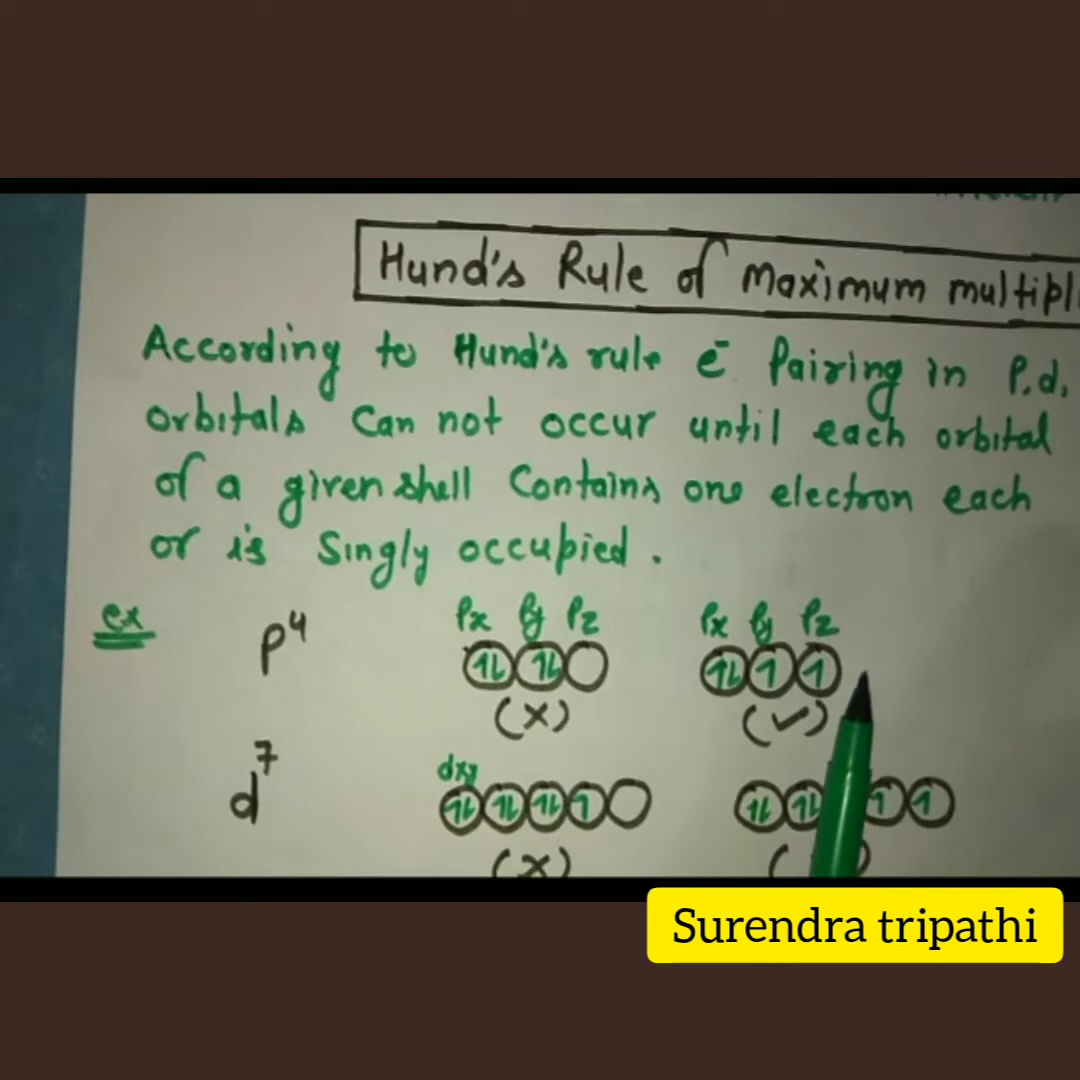 Hund's Rule of maximum multipli
According to Hund's rule ē Pairing in P.d.
orbitals can not occur until each orbital
of a given shell contains one electron each
or is singly occupied.
ex
p⁴
Px Py Pz
Px Py Pz
(×)
(✓)
d⁷
dxy
(×)
Surendra tripathi